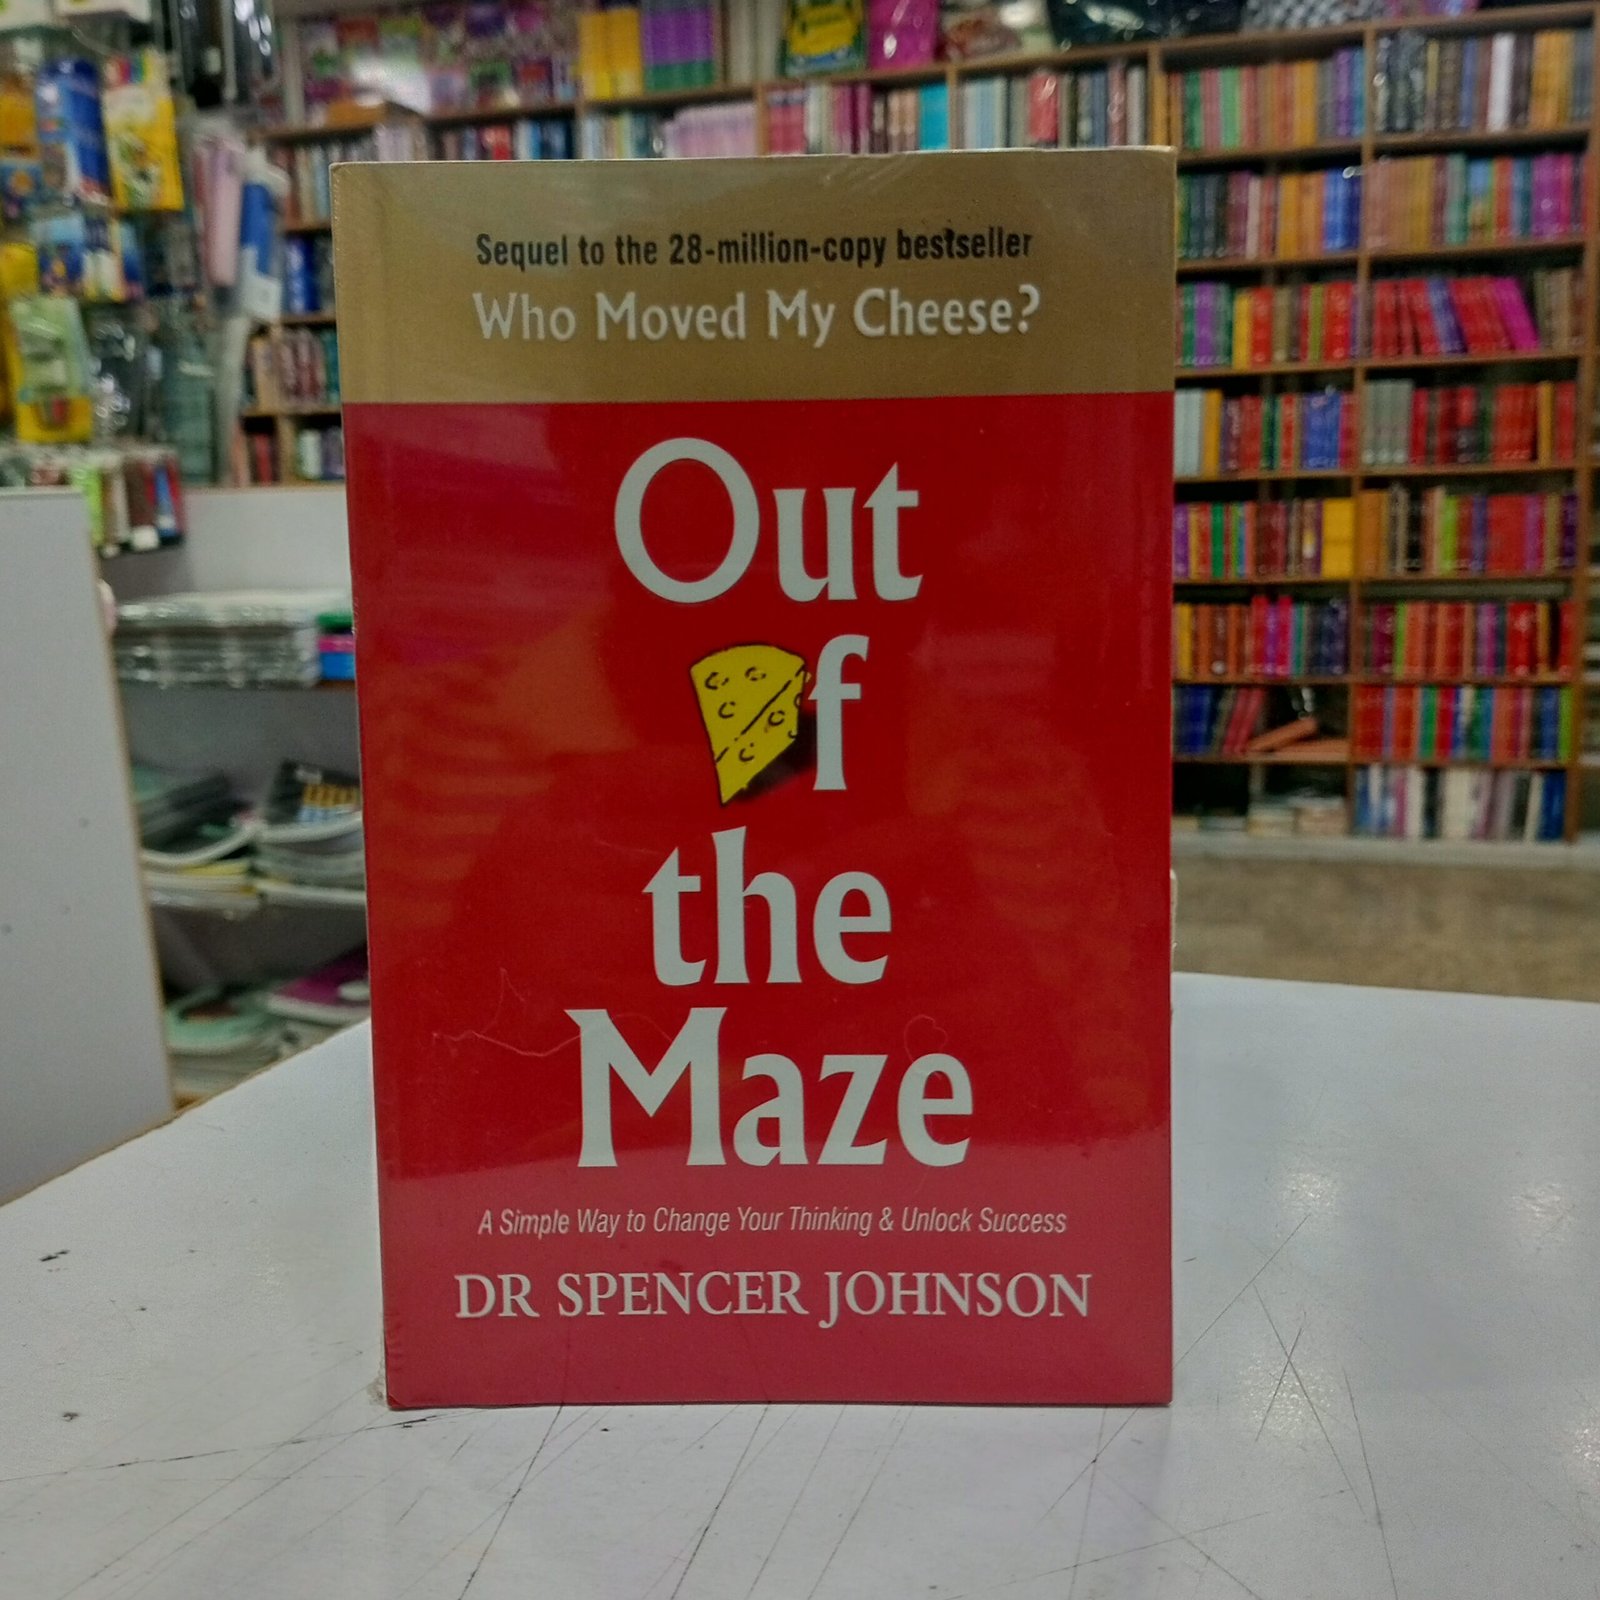 Sequel to the 28-million-copy bestseller
Who Moved My Cheese?
Out
f
the
Maze
A Simple Way to Change Your Thinking & Unlock Success
DR SPENCER JOHNSON